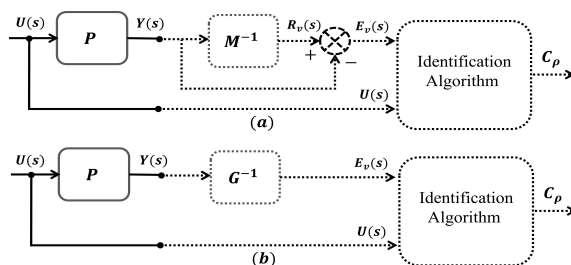 U(s) P Y(s) M⁻¹ R_v(s) E_v(s)
+ −
Identification
Algorithm
C_ρ
U(s)
(a)
U(s) P Y(s) G⁻¹ E_v(s)
Identification
Algorithm
C_ρ
U(s)
(b)